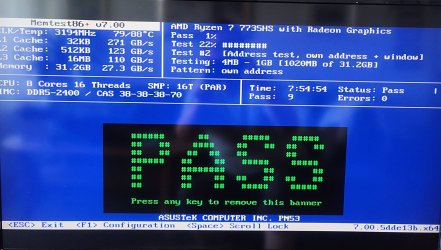 Memtest86+ v7.00
AMD Ryzen 7 7735HS with Radeon Graphics
CLK/Temp: 3194MHz 79/88°C
Pass 1%
L1 Cache: 32KB 271 GB/s
Test 22% ########
L2 Cache: 512KB 123 GB/s
Test #2 [Address test, own address + window]
L3 Cache: 16MB 110 GB/s
Testing: 4MB - 1GB [1020MB of 31.2GB]
Memory : 31.2GB 27.3 GB/s
Pattern: own address
CPU: 8 Cores 16 Threads SMP: 16T (PAR)
Time: 7:54:54 Status: Pass
IMC: DDR5-2400 / CAS 38-38-38-70
Pass: 9 Errors: 0
PASS
Press any key to remove this banner
ASUSTeK COMPUTER INC. PN53
<ESC> Exit <F1> Configuration <Space> Scroll Lock 7.00.5dde13b.x64